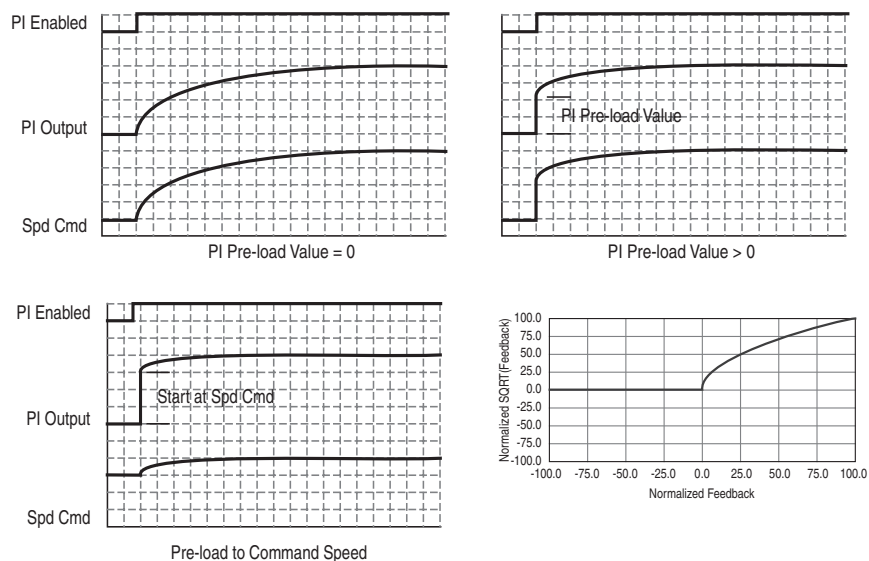 PI Enabled
PI Output
Spd Cmd
PI Pre-load Value = 0
PI Pre-load Value
PI Pre-load Value > 0
PI Enabled
PI Output
Start at Spd Cmd
Spd Cmd
Pre-load to Command Speed
Normalized SQRT(Feedback)
100.0
75.0
50.0
25.0
0.0
-25.0
-50.0
-75.0
-100.0
-100.0 -75.0 -50.0 -25.0 0.0 25.0 50.0 75.0 100.0
Normalized Feedback